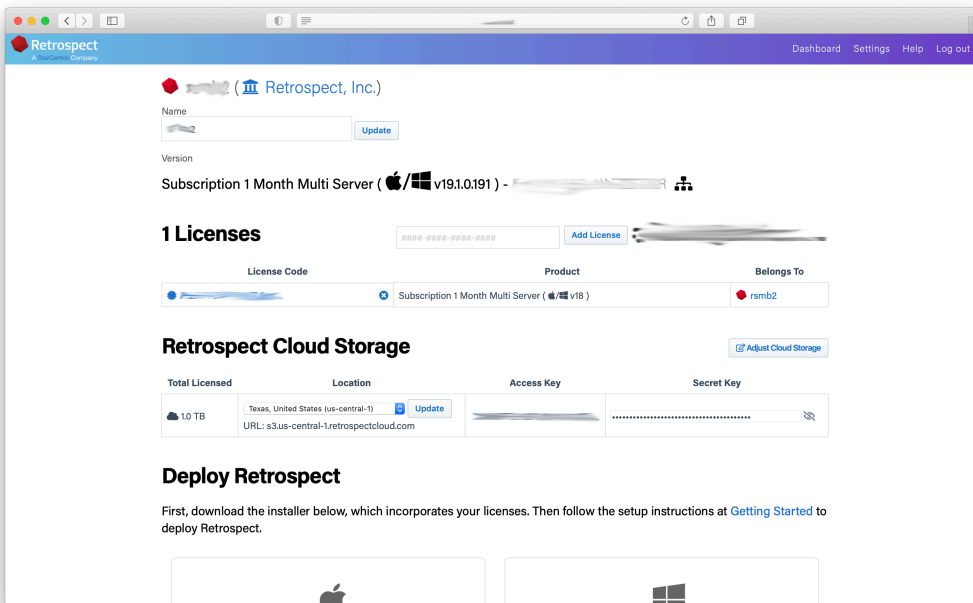 Retrospect
A StorCentric Company
Dashboard Settings Help Log out
( Retrospect, Inc.)
Name
Update
Version
Subscription 1 Month Multi Server ( / v19.1.0.191 ) -
1 Licenses
####-####-####-####
Add License
License Code Product Belongs To
Subscription 1 Month Multi Server ( / v18 ) rsmb2
Retrospect Cloud Storage
Adjust Cloud Storage
Total Licensed Location Access Key Secret Key
1.0 TB Texas, United States (us-central-1) Update
URL: s3.us-central-1.retrospectcloud.com
Deploy Retrospect
First, download the installer below, which incorporates your licenses. Then follow the setup instructions at Getting Started to
deploy Retrospect.